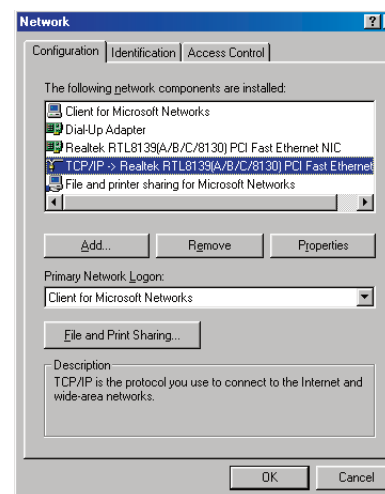 Network
Configuration Identification Access Control
The following network components are installed:
Client for Microsoft Networks
Dial-Up Adapter
Realtek RTL8139(A/B/C/8130) PCI Fast Ethernet NIC
TCP/IP -> Realtek RTL8139(A/B/C/8130) PCI Fast Ethernet
File and printer sharing for Microsoft Networks
Add... Remove Properties
Primary Network Logon:
Client for Microsoft Networks
File and Print Sharing...
Description
TCP/IP is the protocol you use to connect to the Internet and
wide-area networks.
OK Cancel